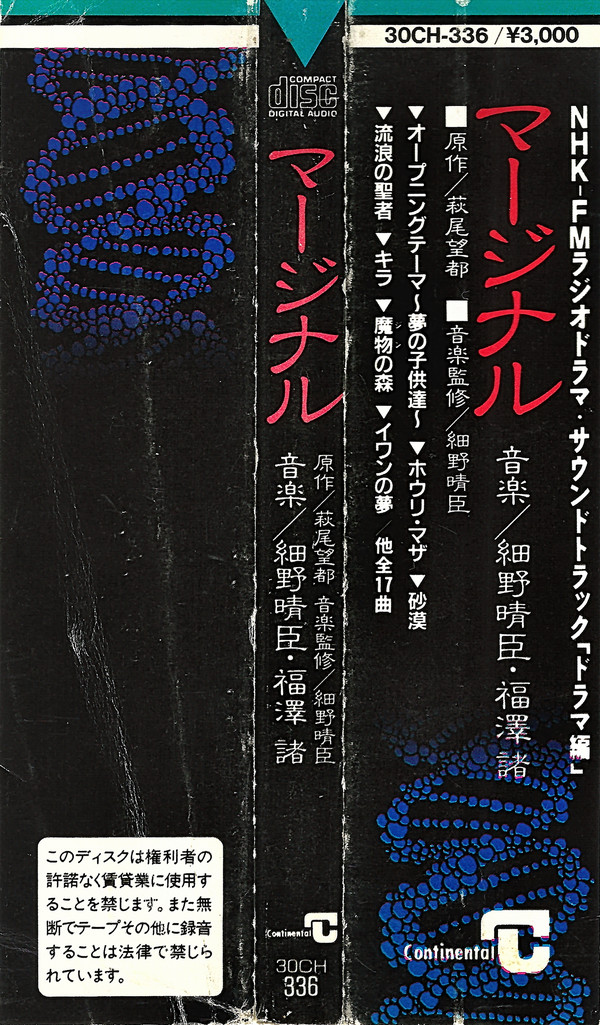 30CH-336 / ¥3,000
NHK-FMラジオドラマ・サウンドトラック「ドラマ編」
マージナル
音楽／細野晴臣・福澤 諸
■原作／萩尾望都 ■音楽監修／細野晴臣
▼オープニングテーマ〜夢の子供達〜 ▼ホウリ・マザ ▼砂漠
▼流浪の聖者 ▼キラ ▼魔物の森 ▼イワンの夢／他全17曲
Continental
COMPACT
disc
DIGITAL AUDIO
マージナル
原作／萩尾望都 音楽監修／細野晴臣
音楽／細野晴臣・福澤 諸
Continental
30CH
336
このディスクは権利者の
許諾なく賃貸業に使用す
ることを禁じます。また無
断でテープその他に録音
することは法律で禁じら
れています。